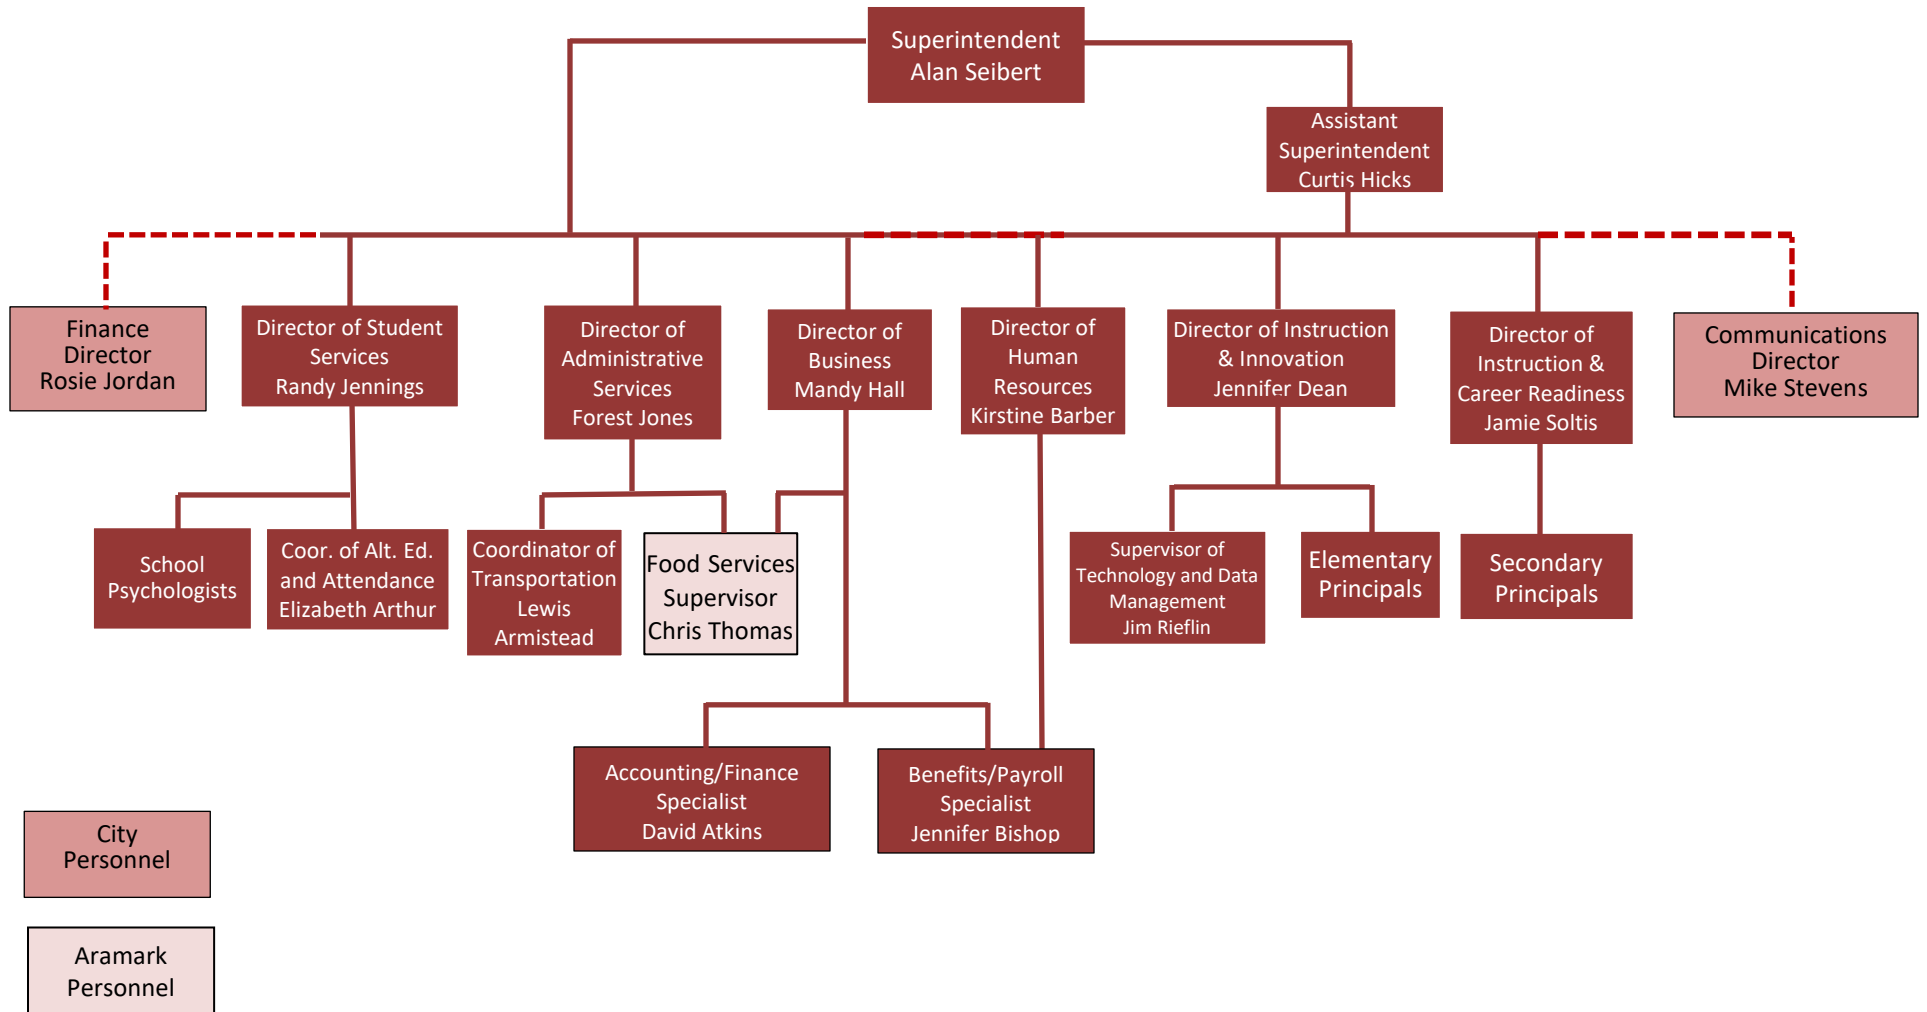 Superintendent
Alan Seibert
Assistant
Superintendent
Curtis Hicks
Finance
Director
Rosie Jordan
Director of Student
Services
Randy Jennings
Director of
Administrative
Services
Forest Jones
Director of
Business
Mandy Hall
Director of
Human
Resources
Kirstine Barber
Director of Instruction
& Innovation
Jennifer Dean
Director of
Instruction &
Career Readiness
Jamie Soltis
Communications
Director
Mike Stevens
School
Psychologists
Coor. of Alt. Ed.
and Attendance
Elizabeth Arthur
Coordinator of
Transportation
Lewis
Armistead
Food Services
Supervisor
Chris Thomas
Supervisor of
Technology and Data
Management
Jim Rieflin
Elementary
Principals
Secondary
Principals
Accounting/Finance
Specialist
David Atkins
Benefits/Payroll
Specialist
Jennifer Bishop
City
Personnel
Aramark
Personnel